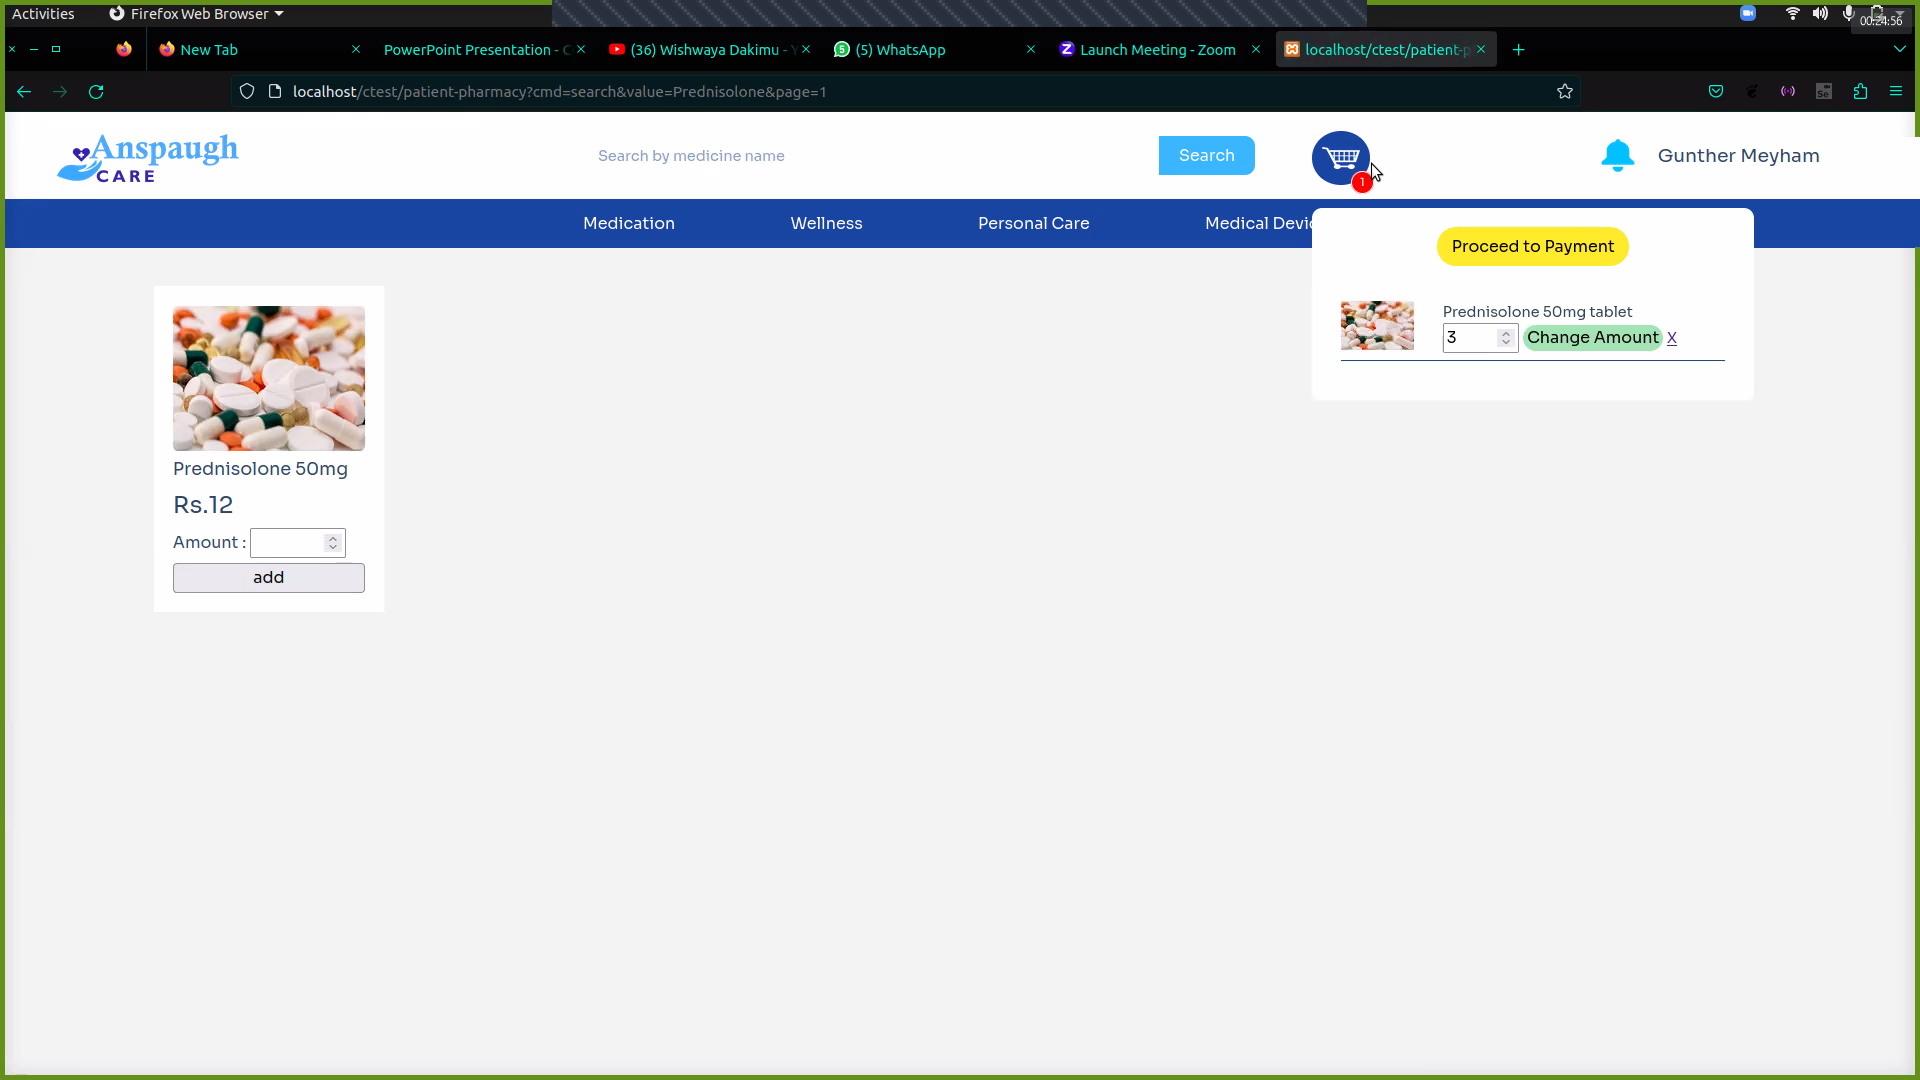 Activities
Firefox Web Browser
00:24:56
New Tab
PowerPoint Presentation - C
(36) Wishwaya Dakimu - Y
5
(5) WhatsApp
Z
Launch Meeting - Zoom
localhost/ctest/patient-p
localhost/ctest/patient-pharmacy?cmd=search&value=Prednisolone&page=1
Se
Anspaugh
CARE
Search by medicine name
Search
1
Gunther Meyham
Medication
Wellness
Personal Care
Medical Devic
Proceed to Payment
Prednisolone 50mg tablet
3
Change Amount
X
Prednisolone 50mg
Rs.12
Amount :
add